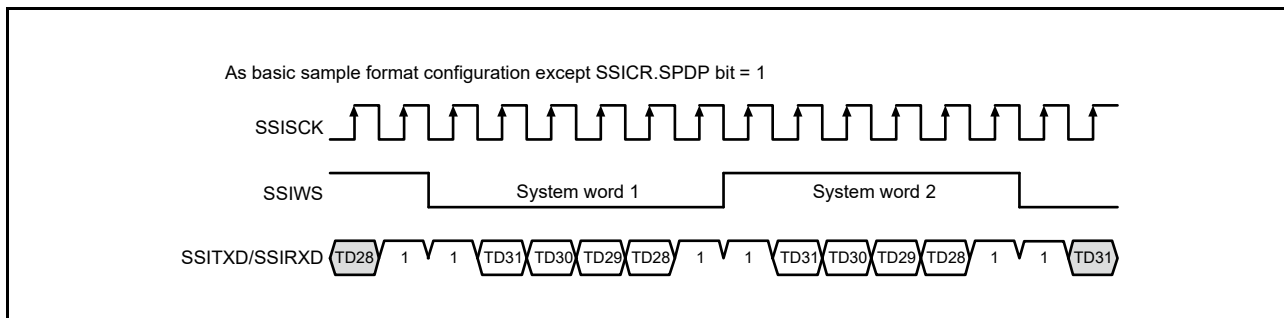 As basic sample format configuration except SSICR.SPDP bit = 1
SSISCK
SSIWS System word 1 System word 2
SSITXD/SSIRXD TD28 1 1 TD31 TD30 TD29 TD28 1 1 TD31 TD30 TD29 TD28 1 1 TD31